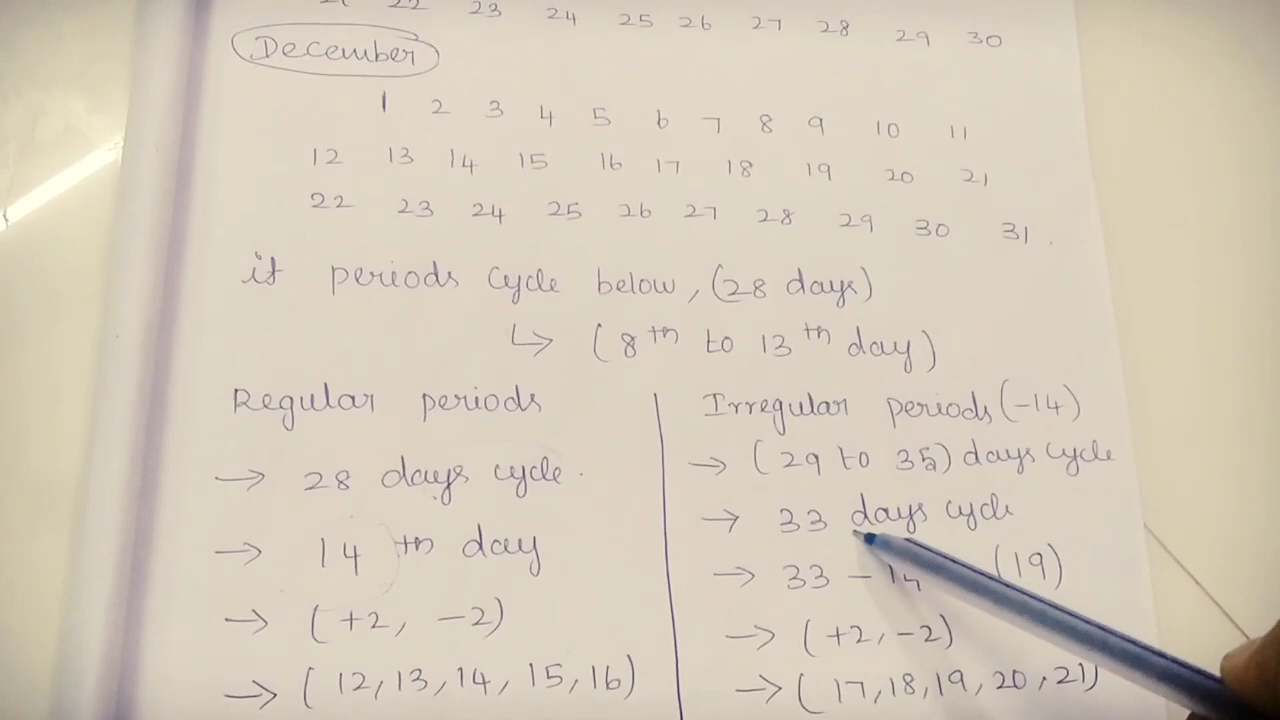 21 22 23 24 25 26 27 28 29 30
December
1 2 3 4 5 6 7 8 9 10 11
12 13 14 15 16 17 18 19 20 21
22 23 24 25 26 27 28 29 30 31.
if periods cycle below, (28 days)
↳ (8th to 13th day)
Regular periods
→ 28 days cycle.
→ 14th day
→ (+2, -2)
→ (12, 13, 14, 15, 16)
Irregular periods (-14)
→ (29 to 35) days cycle
→ 33 days cycle
→ 33 - 14 (19)
→ (+2, -2)
→ (17, 18, 19, 20, 21)